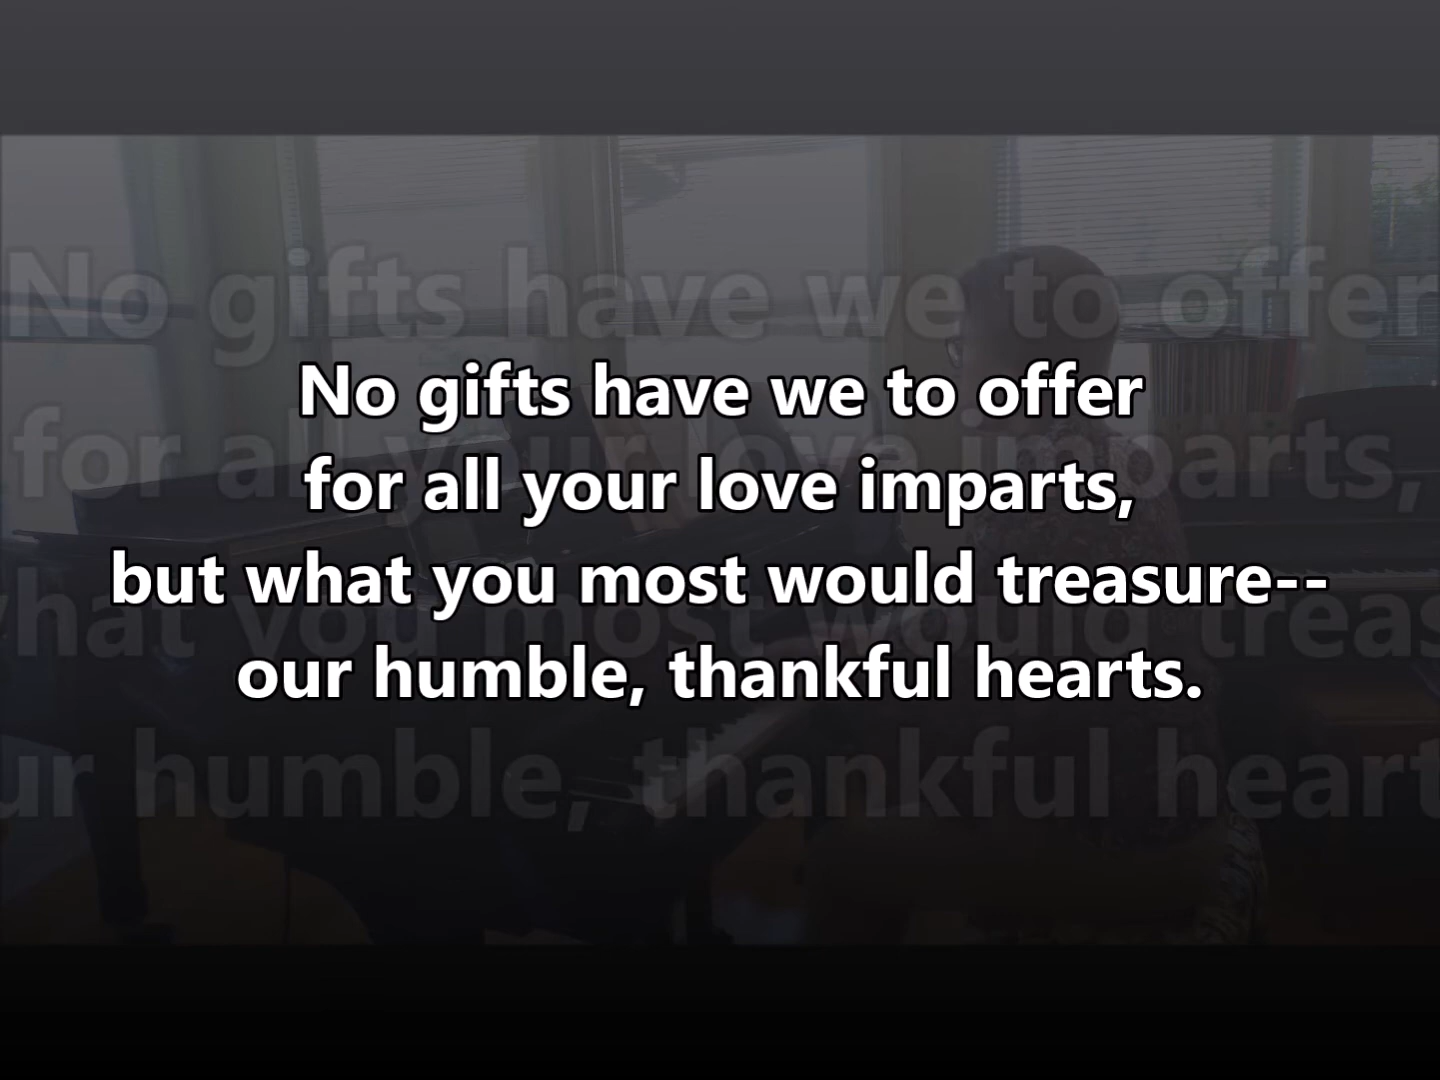 No gifts have we to offer
for all your love imparts,
but what you most would treasure--
our humble, thankful hearts.